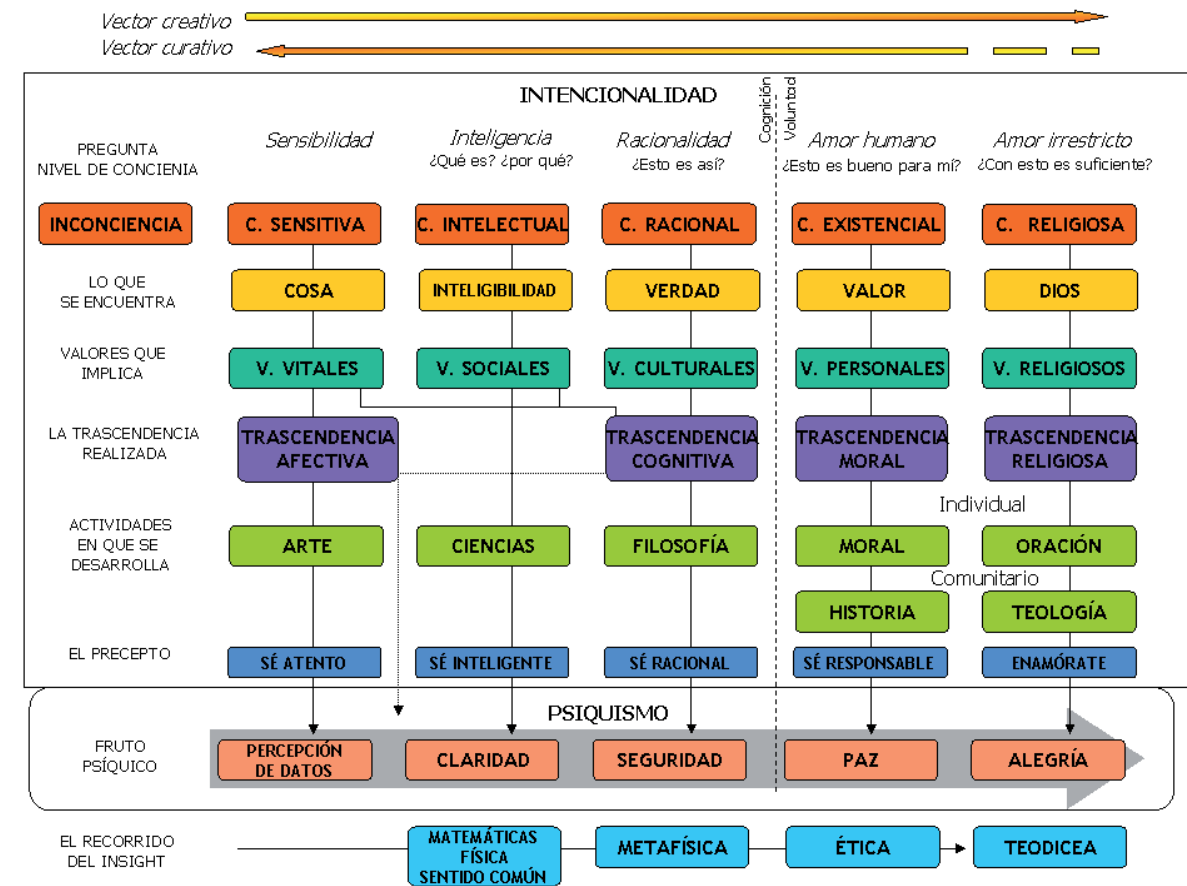 Vector creativo
Vector curativo
INTENCIONALIDAD
Cognición
Voluntad
PREGUNTA
NIVEL DE CONCIENIA
Sensibilidad
Inteligencia
¿Qué es? ¿por qué?
Racionalidad
¿Esto es así?
Amor humano
¿Esto es bueno para mí?
Amor irrestricto
¿Con esto es suficiente?
INCONCIENCIA
C. SENSITIVA
C. INTELECTUAL
C. RACIONAL
C. EXISTENCIAL
C. RELIGIOSA
LO QUE
SE ENCUENTRA
COSA
INTELIGIBILIDAD
VERDAD
VALOR
DIOS
VALORES QUE
IMPLICA
V. VITALES
V. SOCIALES
V. CULTURALES
V. PERSONALES
V. RELIGIOSOS
LA TRASCENDENCIA
REALIZADA
TRASCENDENCIA
AFECTIVA
TRASCENDENCIA
COGNITIVA
TRASCENDENCIA
MORAL
TRASCENDENCIA
RELIGIOSA
Individual
ACTIVIDADES
EN QUE SE
DESARROLLA
ARTE
CIENCIAS
FILOSOFÍA
MORAL
ORACIÓN
Comunitario
HISTORIA
TEOLOGÍA
EL PRECEPTO
SÉ ATENTO
SÉ INTELIGENTE
SÉ RACIONAL
SÉ RESPONSABLE
ENAMÓRATE
PSIQUISMO
FRUTO
PSÍQUICO
PERCEPCIÓN
DE DATOS
CLARIDAD
SEGURIDAD
PAZ
ALEGRÍA
EL RECORRIDO
DEL INSIGHT
MATEMÁTICAS
FÍSICA
SENTIDO COMÚN
METAFÍSICA
ÉTICA
TEODICEA